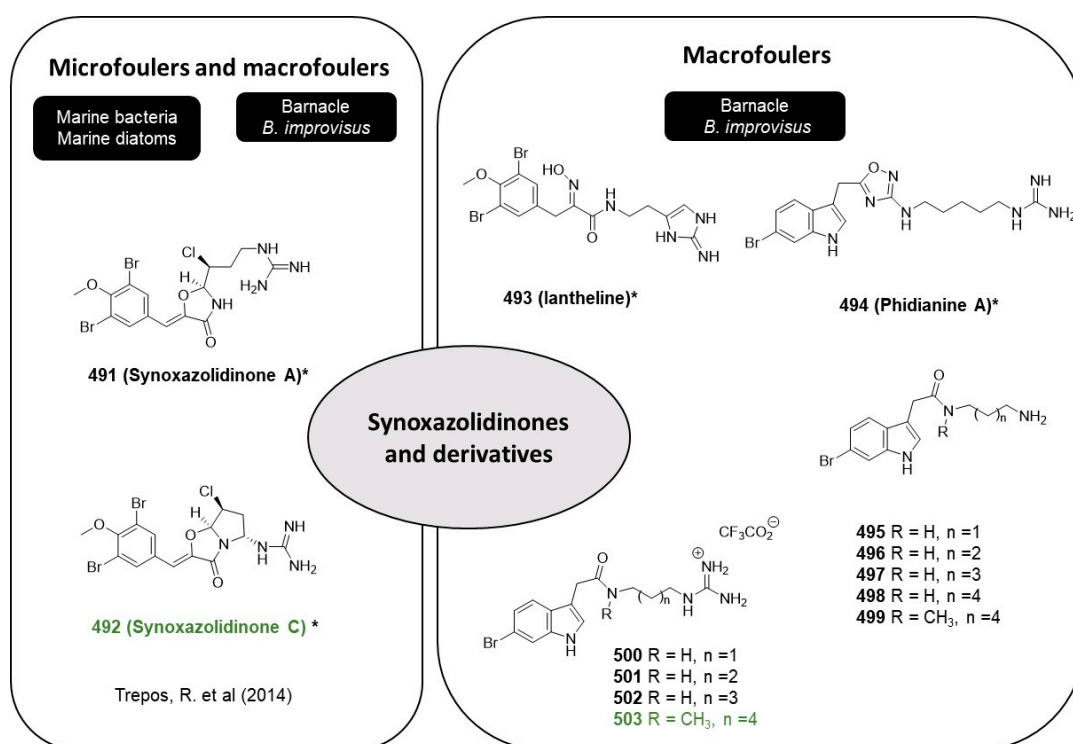 Microfoulers and macrofoulers
Marine bacteria
Marine diatoms
Barnacle
B. improvisus
Br
O
Br
O
H
Cl
NH
O
H
N
NH
H₂N
491 (Synoxazolidinone A)*
Br
O
Br
O
H
Cl
N
O
N
H
NH
NH₂
492 (Synoxazolidinone C) *
Trepos, R. et al (2014)
Synoxazolidinones
and derivatives
Macrofoulers
Barnacle
B. improvisus
Br
O
Br
HO
N
O
H
N
NH
HN
NH
493 (Iantheline)*
Br
N
H
O
N
N
N
H
H
N
NH
NH₂
494 (Phidianine A)*
O
N
R
( )n
NH₂
Br
N
H
495 R = H, n =1
496 R = H, n =2
497 R = H, n =3
498 R = H, n =4
499 R = CH₃, n =4
CF₃CO₂⊖
O
N
R
( )n
N
H
+
NH₂
NH₂
Br
N
H
500 R = H, n =1
501 R = H, n =2
502 R = H, n =3
503 R = CH₃, n =4